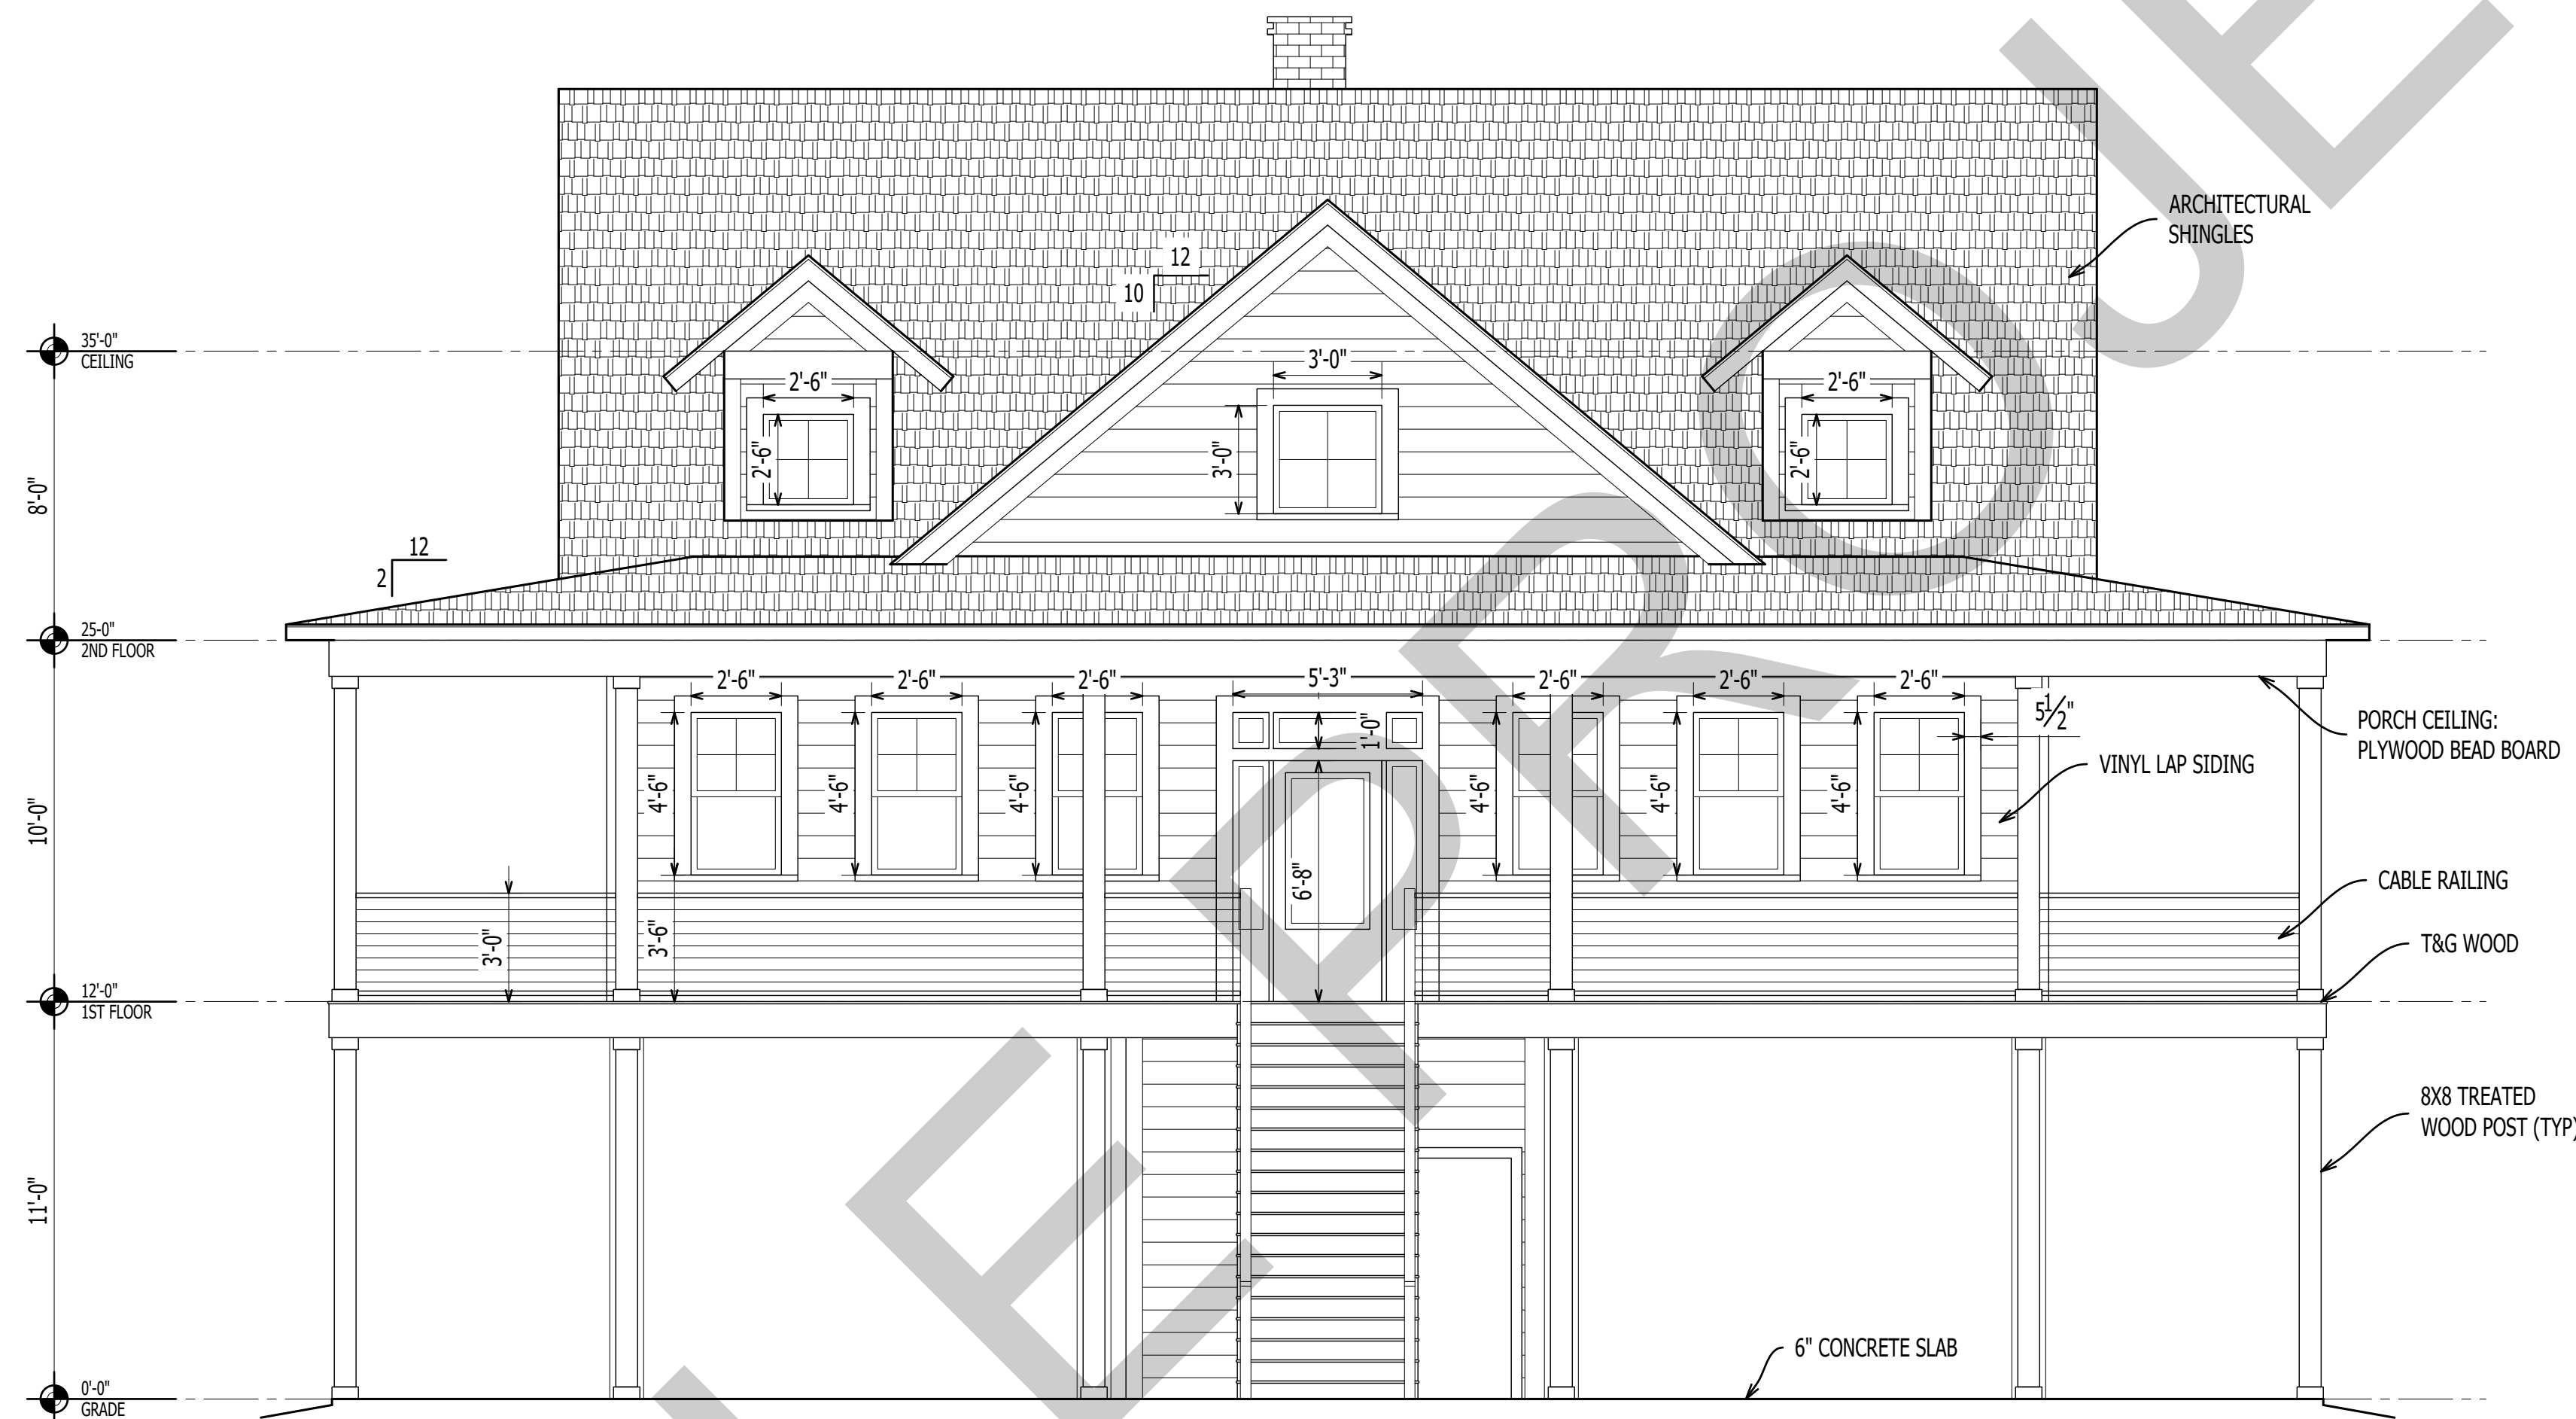 ARCHITECTURAL
SHINGLES
12
10
35'-0"
CEILING
3'-0"
2'-6"
2'-6"
2'-6"
3'-0"
2'-6"
8'-0"
12
2
25-0"
2ND FLOOR
2'-6"
2'-6"
2'-6"
5'-3"
2'-6"
2'-6"
2'-6"
5 1/2"
1'-0"
PORCH CEILING:
PLYWOOD BEAD BOARD
VINYL LAP SIDING
4'-6"
4'-6"
4'-6"
4'-6"
4'-6"
4'-6"
10'-0"
6'-8"
CABLE RAILING
3'-0"
3'-6"
T&G WOOD
12'-0"
1ST FLOOR
8X8 TREATED
WOOD POST (TYP)
11'-0"
6" CONCRETE SLAB
0'-0"
GRADE
E PROJE